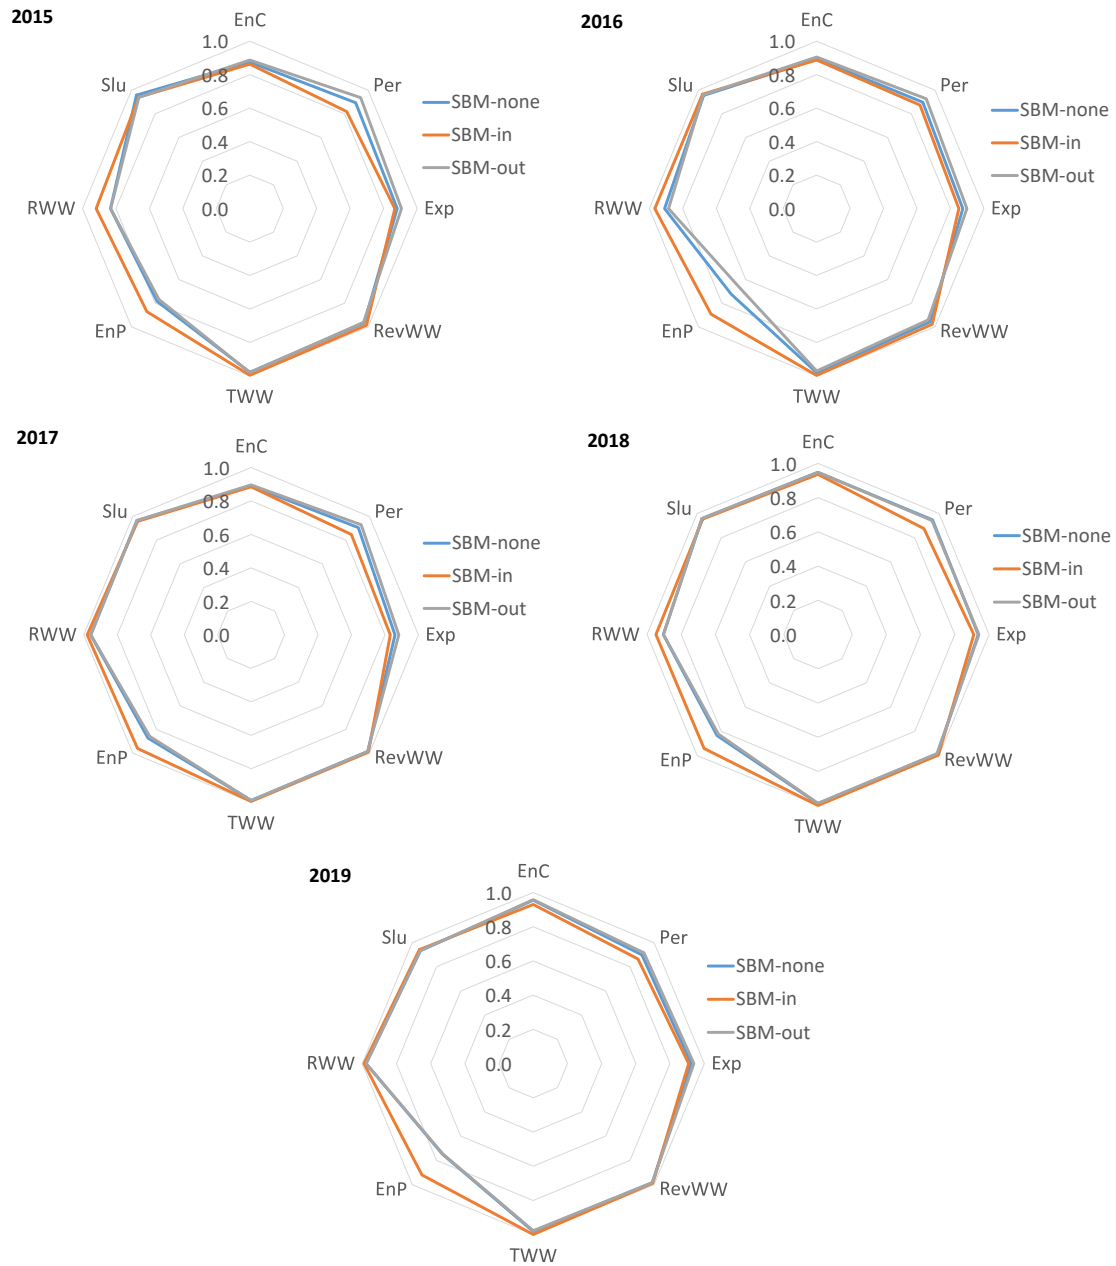 2015
EnC
1.0
0.8
0.6
0.4
0.2
0.0
Per
Exp
RevWW
TWW
EnP
RWW
Slu
SBM-none
SBM-in
SBM-out
2016
EnC
1.0
0.8
0.6
0.4
0.2
0.0
Per
Exp
RevWW
TWW
EnP
RWW
Slu
SBM-none
SBM-in
SBM-out
2017
EnC
1.0
0.8
0.6
0.4
0.2
0.0
Per
Exp
RevWW
TWW
EnP
RWW
Slu
SBM-none
SBM-in
SBM-out
2018
EnC
1.0
0.8
0.6
0.4
0.2
0.0
Per
Exp
RevWW
TWW
EnP
RWW
Slu
SBM-none
SBM-in
SBM-out
2019
EnC
1.0
0.8
0.6
0.4
0.2
0.0
Per
Exp
RevWW
TWW
EnP
RWW
Slu
SBM-none
SBM-in
SBM-out